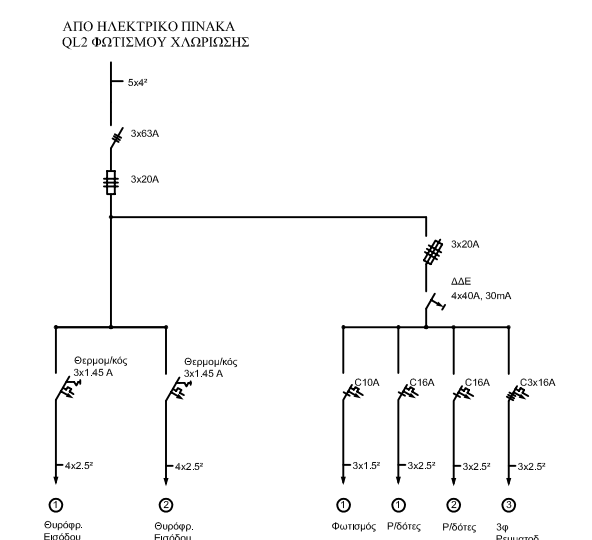 ΑΠΟ ΗΛΕΚΤΡΙΚΟ ΠΙΝΑΚΑ
QL2 ΦΩΤΙΣΜΟΥ ΧΛΩΡΙΩΣΗΣ
5x4²
3x63A
3x20A
3x20A
ΔΔΕ
4x40A, 30mA
Θερμομ/κός
3x1.45 A
Θερμομ/κός
3x1.45 A
C10A
C16A
C16A
C3x16A
4x2.5²
4x2.5²
3x1.5²
3x2.5²
3x2.5²
3x2.5²
1
2
1
1
2
3
Θυρόφρ.
Εισόδου
Θυρόφρ.
Εισόδου
Φωτισμός
Ρ/δότες
Ρ/δότες
3φ
Ρευματοδ.